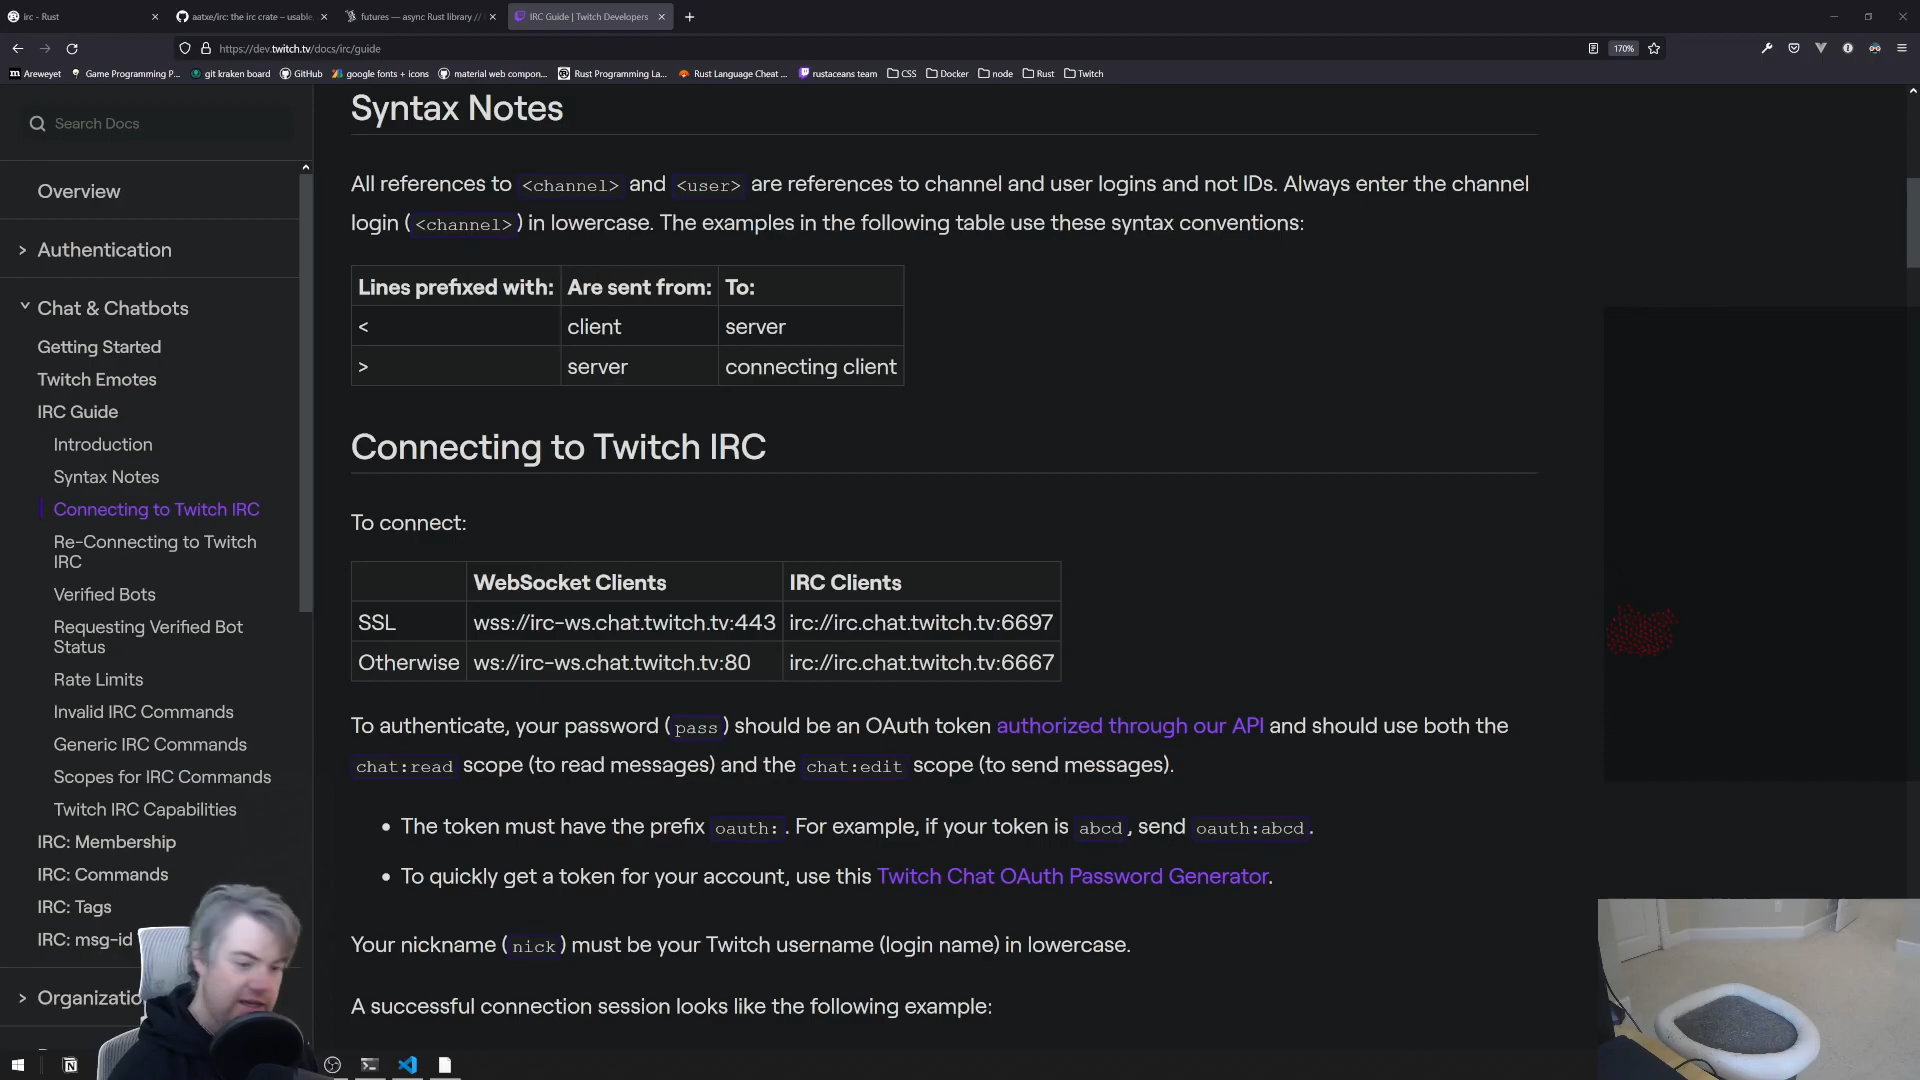 irc - Rust
aatxe/irc: the irc crate – usable
futures — async Rust library //
IRC Guide | Twitch Developers
https://dev.twitch.tv/docs/irc/guide
170%
Areweyet
Game Programming P...
git kraken board
GitHub
google fonts + icons
material web compon...
Rust Programming La...
Rust Language Cheat ...
rustaceans team
CSS
Docker
node
Rust
Twitch
Search Docs
Overview
Authentication
Chat & Chatbots
Getting Started
Twitch Emotes
IRC Guide
Introduction
Syntax Notes
Connecting to Twitch IRC
Re-Connecting to Twitch
IRC
Verified Bots
Requesting Verified Bot
Status
Rate Limits
Invalid IRC Commands
Generic IRC Commands
Scopes for IRC Commands
Twitch IRC Capabilities
IRC: Membership
IRC: Commands
IRC: Tags
IRC: msg-id
Organizatio
Syntax Notes
All references to <channel> and <user> are references to channel and user logins and not IDs. Always enter the channel
login (<channel>) in lowercase. The examples in the following table use these syntax conventions:
Lines prefixed with: Are sent from: To:
< client server
> server connecting client
Connecting to Twitch IRC
To connect:
WebSocket Clients IRC Clients
SSL wss://irc-ws.chat.twitch.tv:443 irc://irc.chat.twitch.tv:6697
Otherwise ws://irc-ws.chat.twitch.tv:80 irc://irc.chat.twitch.tv:6667
To authenticate, your password (pass) should be an OAuth token authorized through our API and should use both the
chat:read scope (to read messages) and the chat:edit scope (to send messages).
• The token must have the prefix oauth:. For example, if your token is abcd, send oauth:abcd.
• To quickly get a token for your account, use this Twitch Chat OAuth Password Generator.
Your nickname (nick) must be your Twitch username (login name) in lowercase.
A successful connection session looks like the following example: